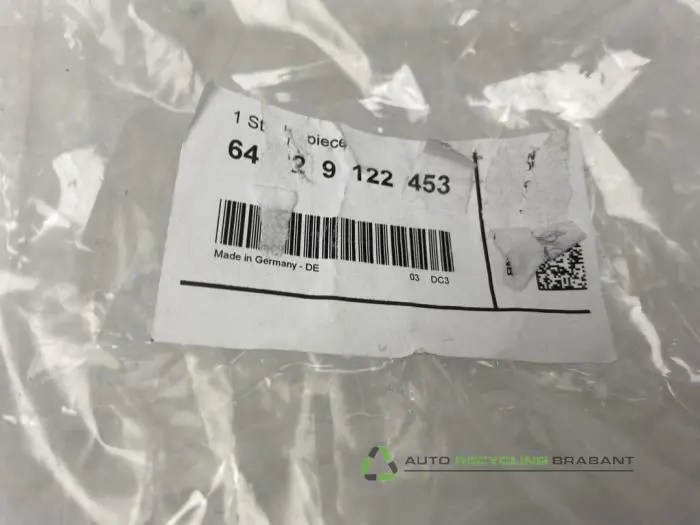 1 St piece
64 2 9 122 453
Made in Germany - DE
03 DC3
AUTO RECYCLING BRABANT